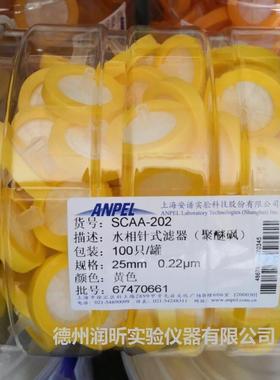 ANPEL
上海安谱实验科技股份有限公司
ANPEL Laboratory Technologies (Shanghai) Inc.
货号: SCAA-202
描述: 水相针式滤器（聚醚砜）
包装: 100只/罐
规格: 25mm 0.22μm
颜色: 黄色
批号: 67470661
德州润昕实验仪器有限公司